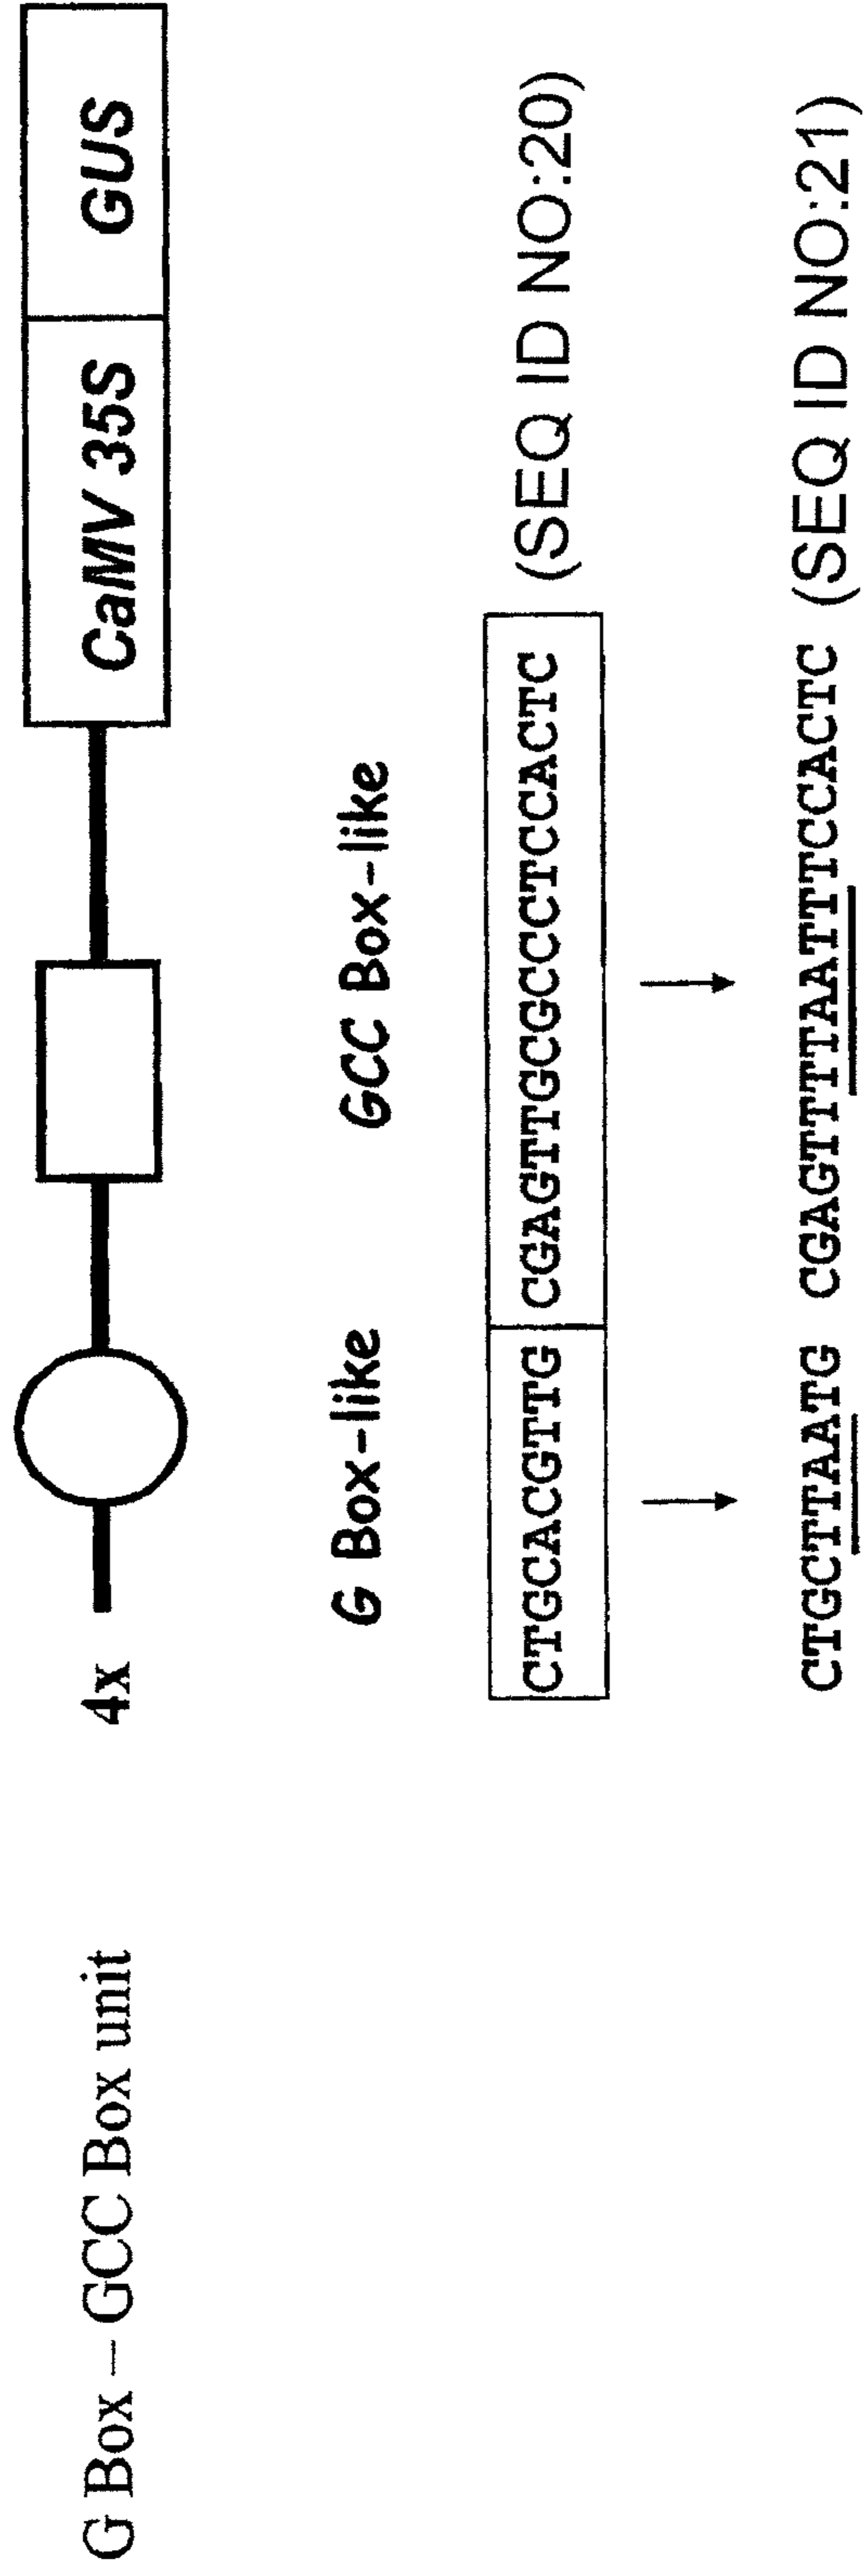 G Box – GCC Box unit 4x CaMV 35S GUS
G Box-like GCC Box-like
CTGCACGTTG CGAGTTGCGCCCTCCACTC (SEQ ID NO:20)
CTGCTTAATG CGAGTTTTAATTTCCACTC (SEQ ID NO:21)